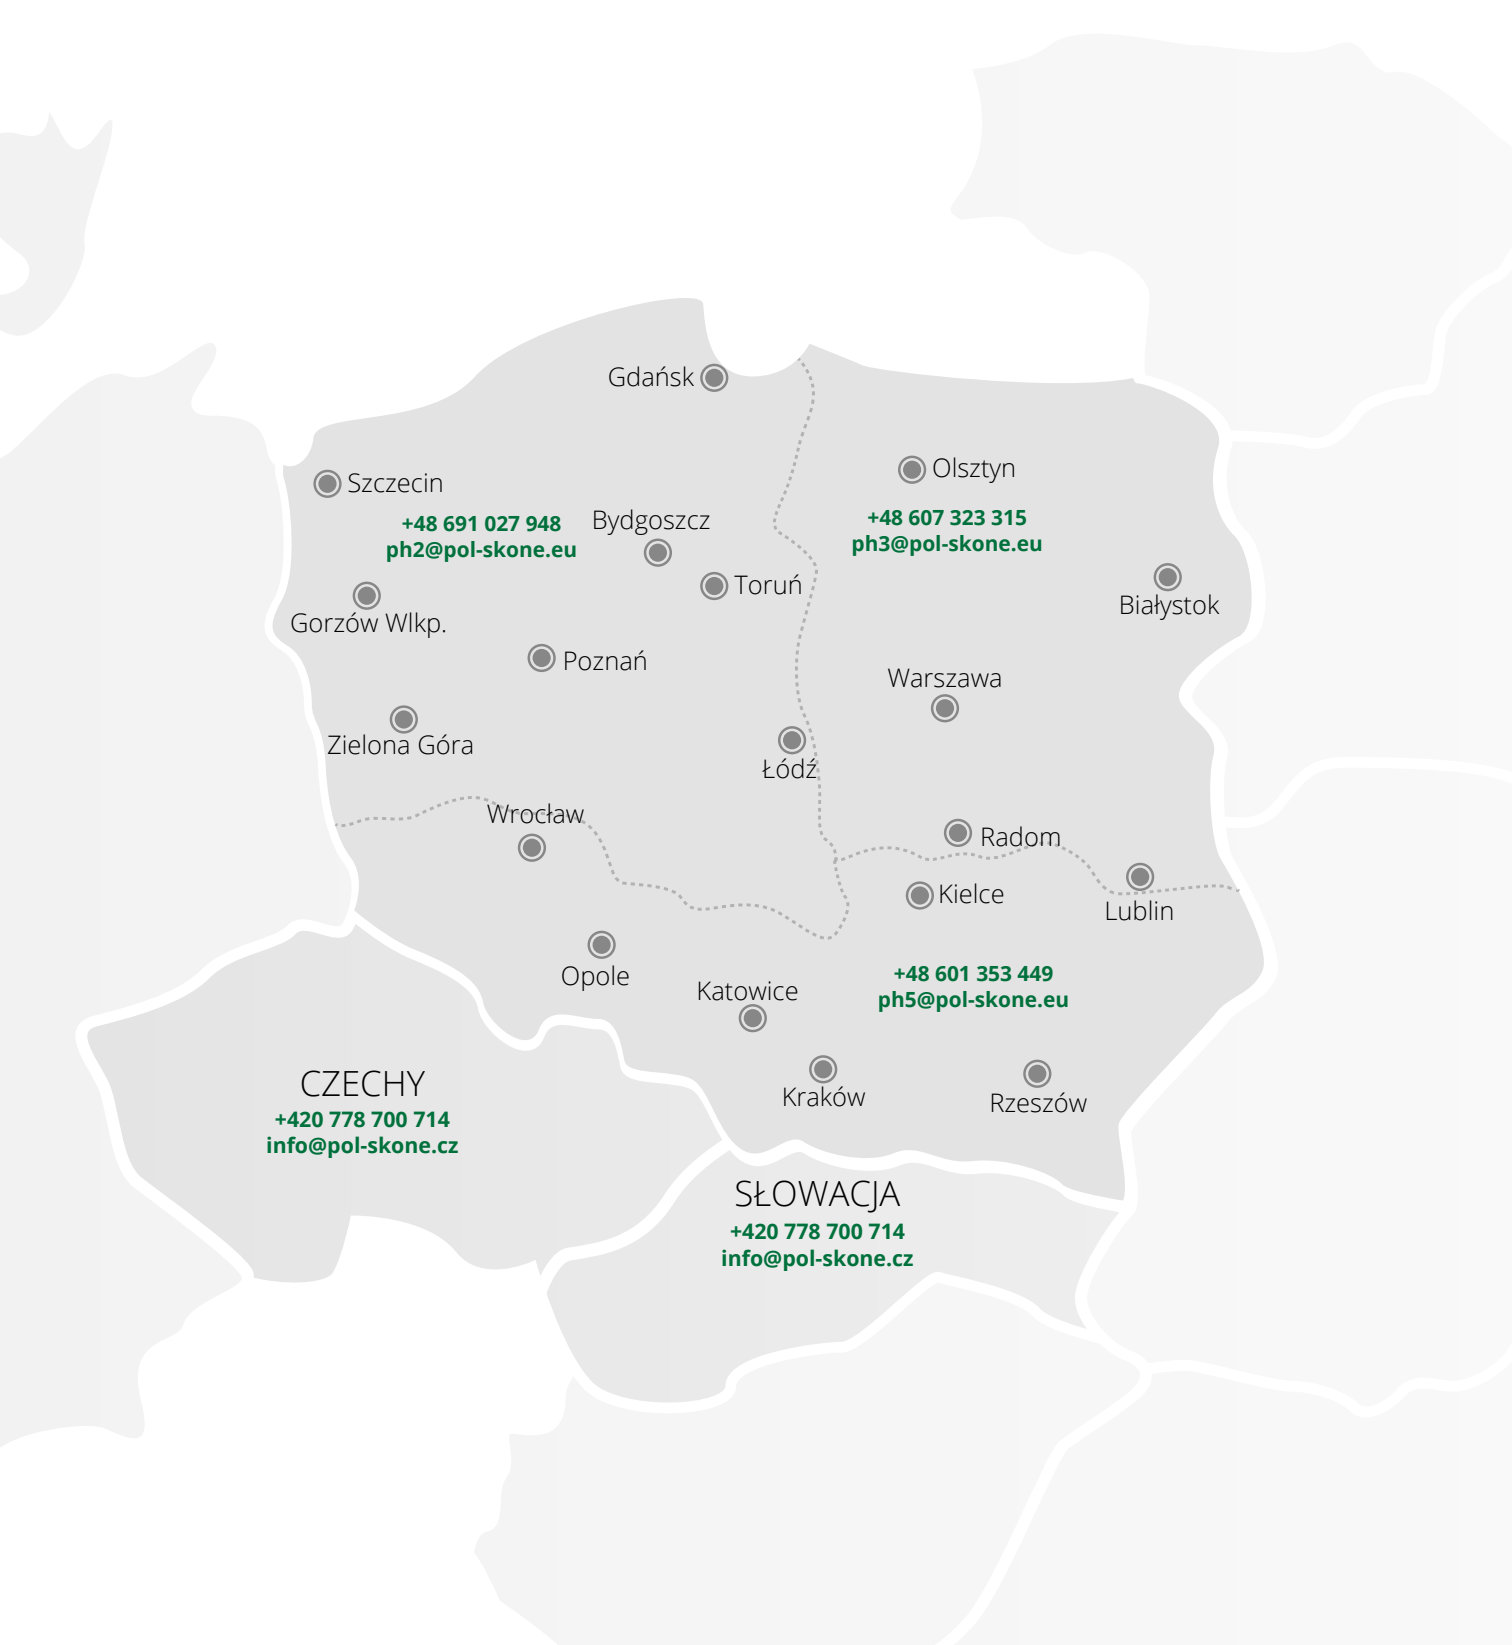 Gdańsk
Olsztyn
Szczecin
+48 691 027 948
ph2@pol-skone.eu
Bydgoszcz
+48 607 323 315
ph3@pol-skone.eu
Toruń
Białystok
Gorzów Wlkp.
Poznań
Warszawa
Zielona Góra
Łódź
Wrocław
Radom
Kielce
Lublin
Opole
Katowice
+48 601 353 449
ph5@pol-skone.eu
Kraków
Rzeszów
CZECHY
+420 778 700 714
info@pol-skone.cz
SŁOWACJA
+420 778 700 714
info@pol-skone.cz